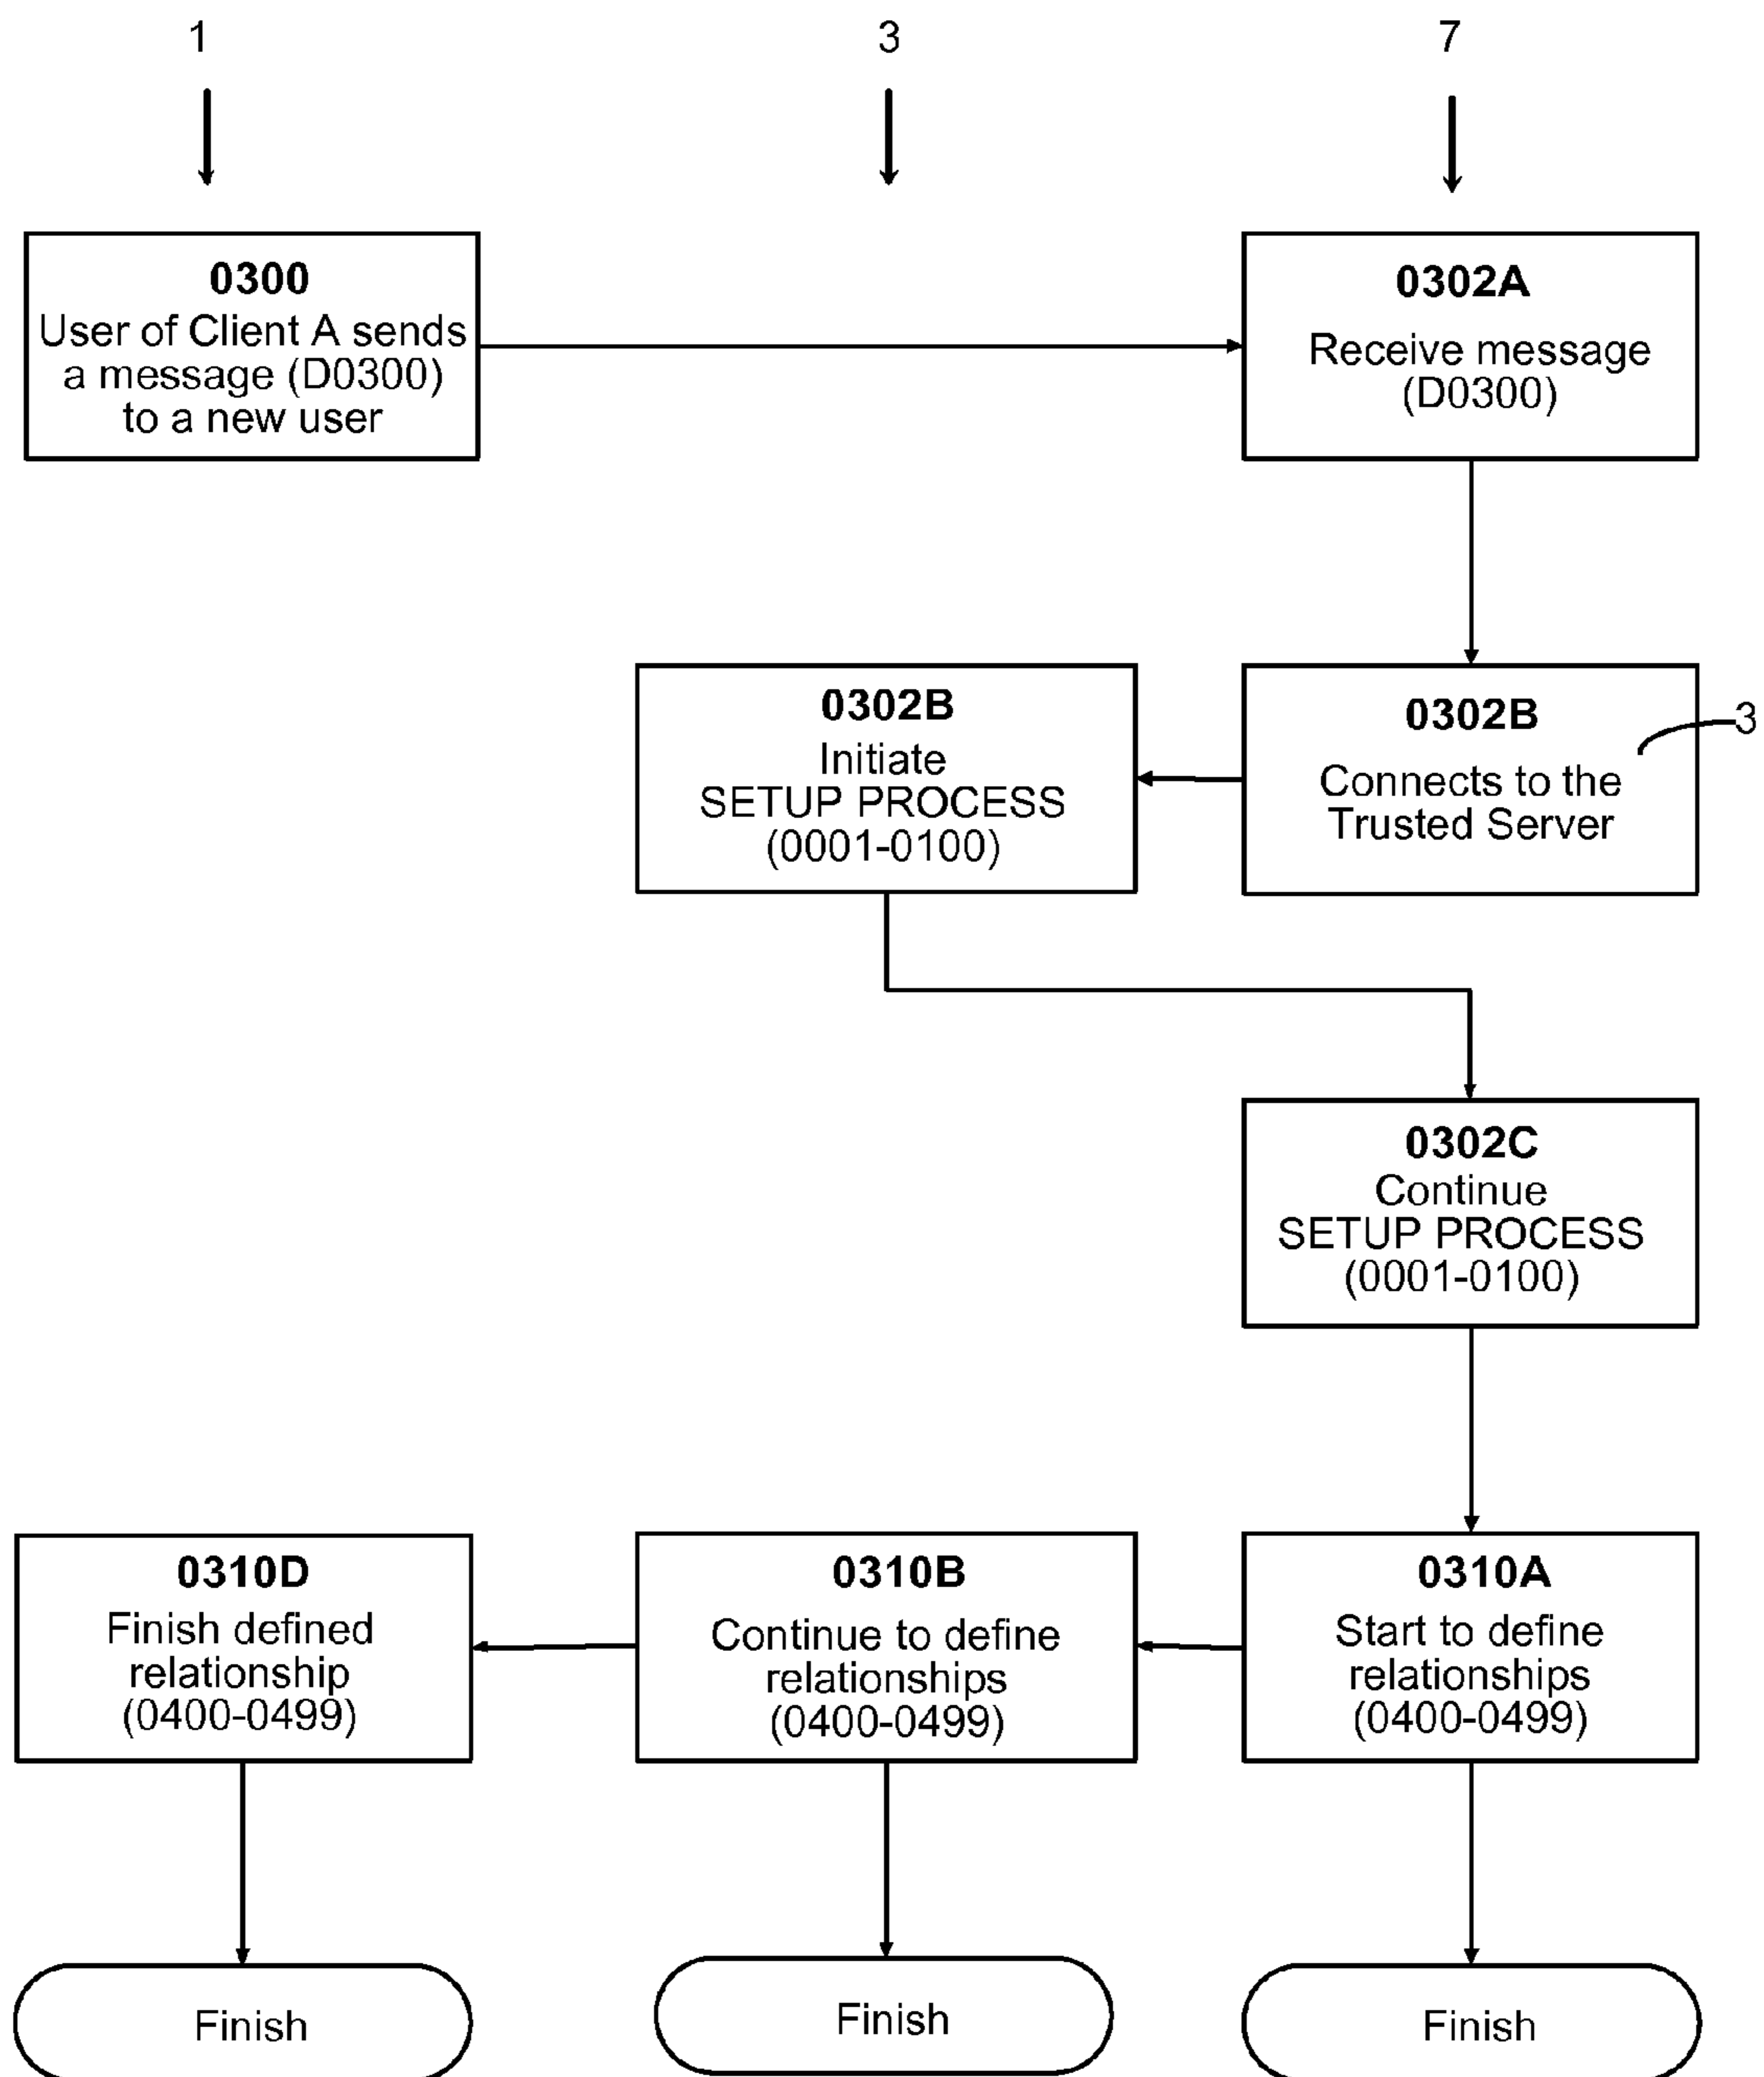 1
3
7
0300
User of Client A sends
a message (D0300)
to a new user
0302A
Receive message
(D0300)
0302B
Initiate
SETUP PROCESS
(0001-0100)
0302B
Connects to the
Trusted Server
3
0302C
Continue
SETUP PROCESS
(0001-0100)
0310D
Finish defined
relationship
(0400-0499)
0310B
Continue to define
relationships
(0400-0499)
0310A
Start to define
relationships
(0400-0499)
Finish
Finish
Finish